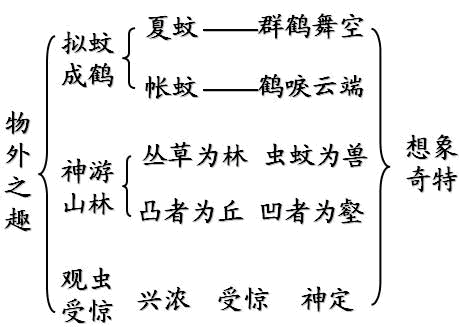 物外之趣
拟蚊成鹤
夏蚊——群鹤舞空
帐蚊——鹤唳云端
神游山林
丛草为林 虫蚊为兽
凸者为丘 凹者为壑
观虫受惊
兴浓 受惊 神定
想象奇特